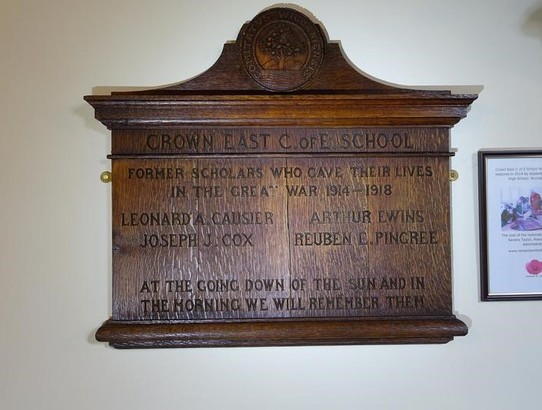 CROWN EAST C. OF E. SCHOOL
FORMER SCHOLARS WHO GAVE THEIR LIVES
IN THE GREAT WAR 1914-1918
LEONARD A. CAUSIER ARTHUR EWINS
JOSEPH J. COX REUBEN E. PINGREE
AT THE GOING DOWN OF THE SUN AND IN
THE MORNING WE WILL REMEMBER THEM